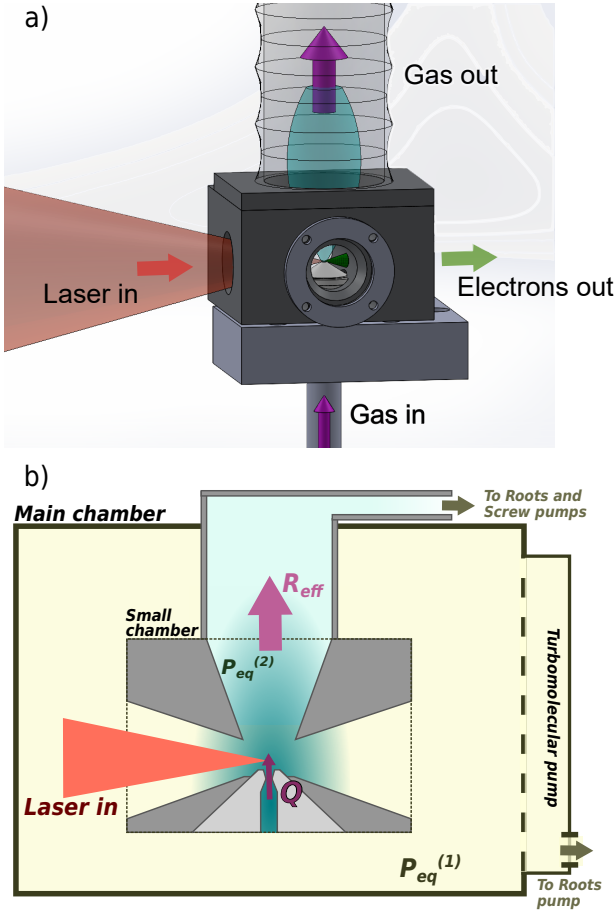 a)
Gas out
Laser in
Electrons out
Gas in
b)
Main chamber
To Roots and
Screw pumps
R_eff
Small
chamber
P_eq^(2)
Turbomolecular pump
Laser in
Q
P_eq^(1)
To Roots
pump